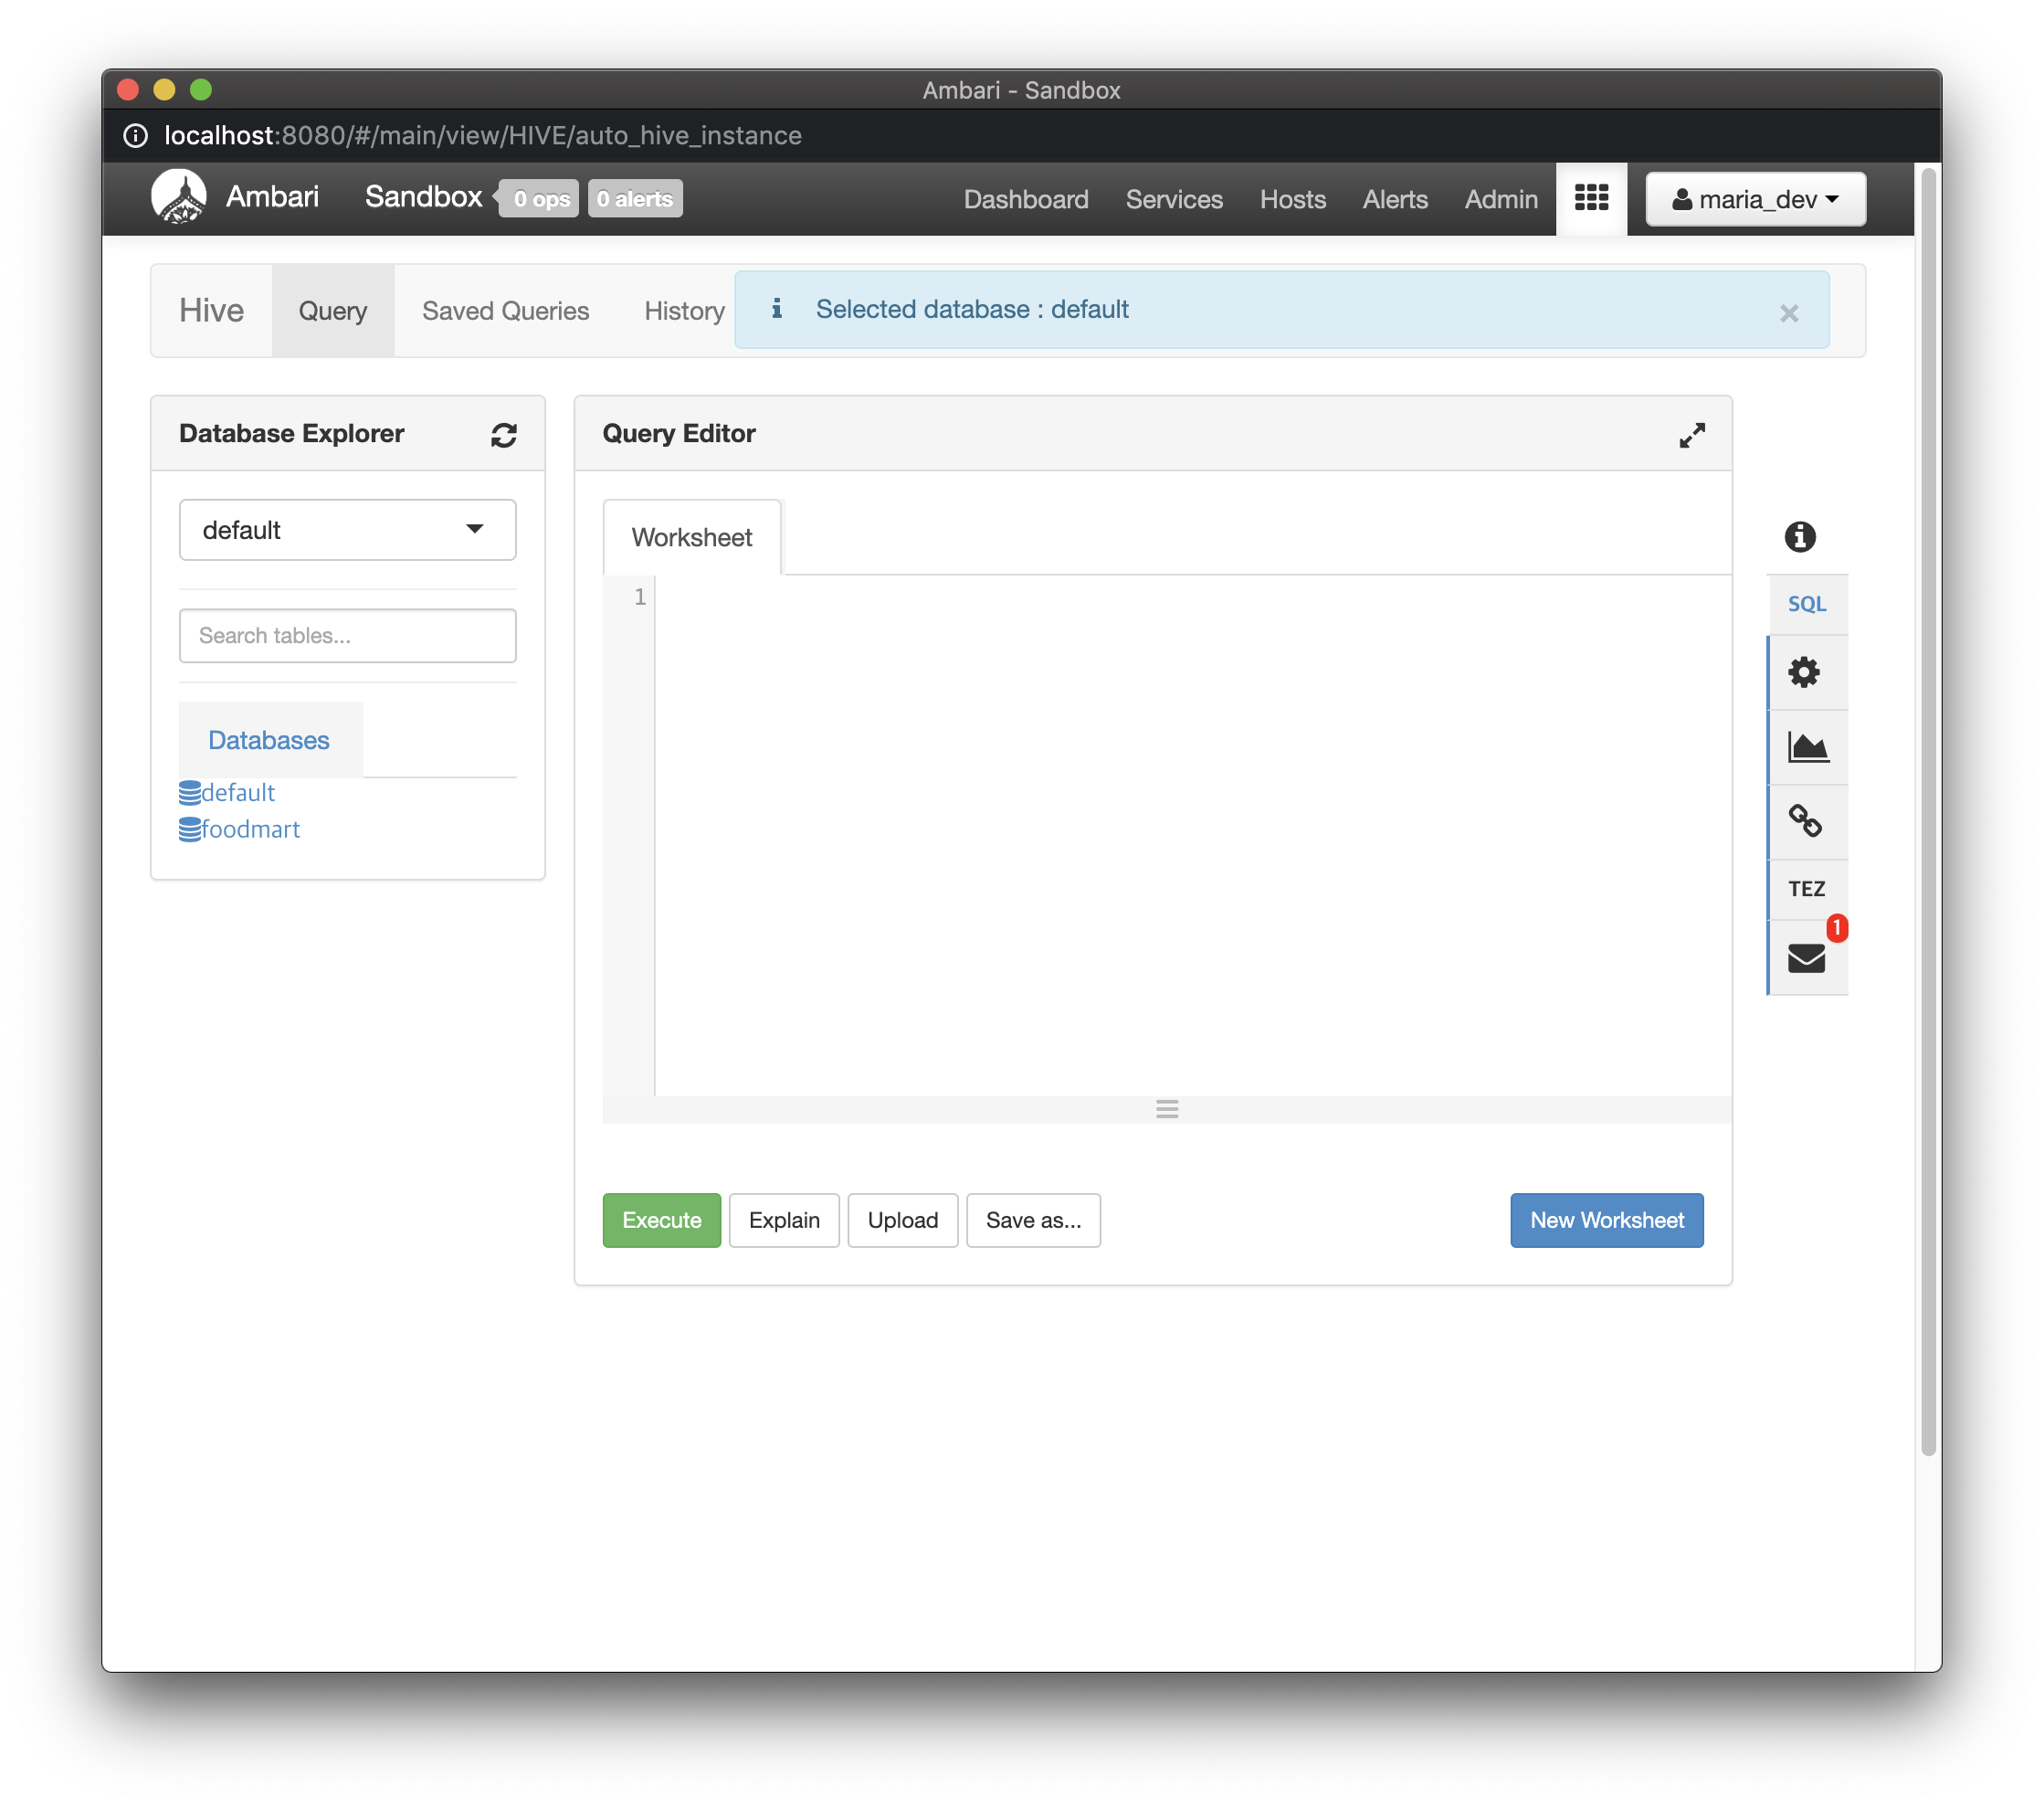 Ambari - Sandbox
localhost:8080/#/main/view/HIVE/auto_hive_instance
Ambari Sandbox 0 ops 0 alerts Dashboard Services Hosts Alerts Admin maria_dev
Hive Query Saved Queries History Selected database : default ×
Database Explorer
default
Search tables...
Databases
default
foodmart
Query Editor
Worksheet
1
Execute Explain Upload Save as... New Worksheet
SQL
TEZ
1